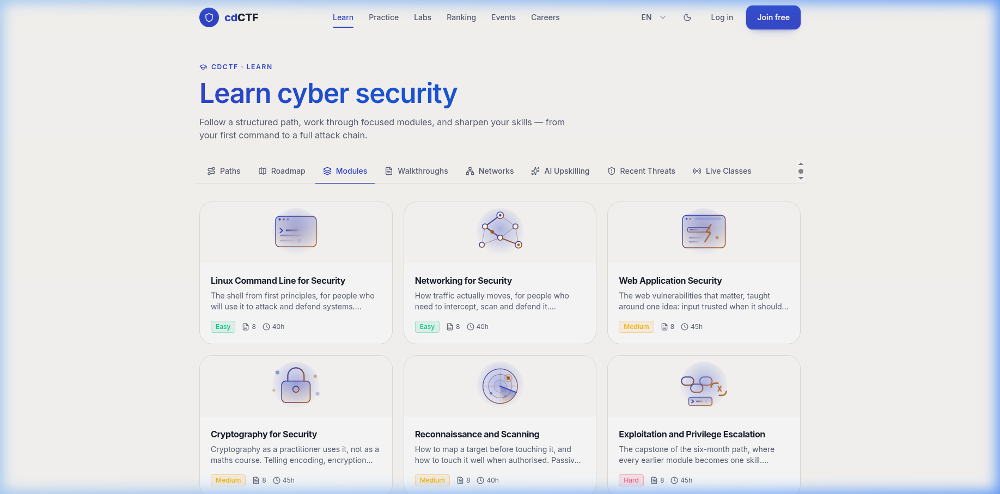 cdCTF
Learn
Practice
Labs
Ranking
Events
Careers
EN
Log in
Join free
CDCTF · LEARN
Learn cyber security
Follow a structured path, work through focused modules, and sharpen your skills — from
your first command to a full attack chain.
Paths
Roadmap
Modules
Walkthroughs
Networks
AI Upskilling
Recent Threats
Live Classes
Linux Command Line for Security
The shell from first principles, for people who
will use it to attack and defend systems....
Easy
8
40h
Networking for Security
How traffic actually moves, for people who
need to intercept, scan and defend it....
Easy
8
40h
Web Application Security
The web vulnerabilities that matter, taught
around one idea: input trusted when it should...
Medium
8
45h
Cryptography for Security
Cryptography as a practitioner uses it, not as a
maths course. Telling encoding, encryption...
Medium
8
45h
Reconnaissance and Scanning
How to map a target before touching it, and
how to touch it well when authorised. Passiv...
Medium
8
40h
Exploitation and Privilege Escalation
The capstone of the six-month path, where
every earlier module becomes one skill....
Hard
8
45h